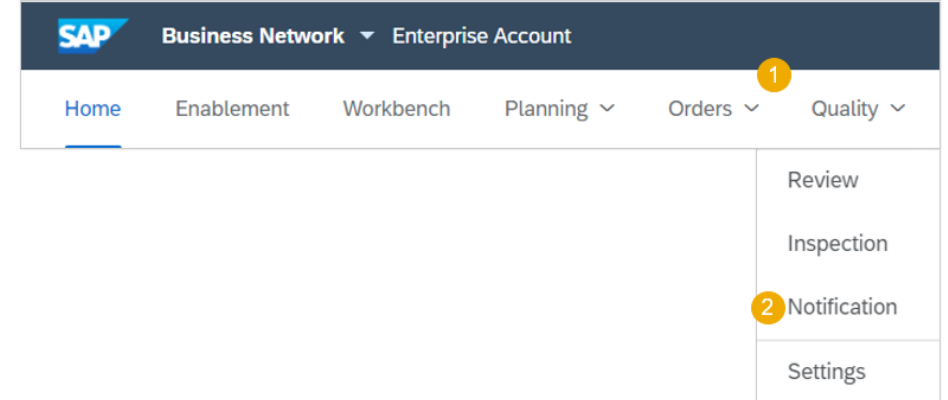 SAP Business Network Enterprise Account
1
Home Enablement Workbench Planning Orders Quality
Review
Inspection
2 Notification
Settings